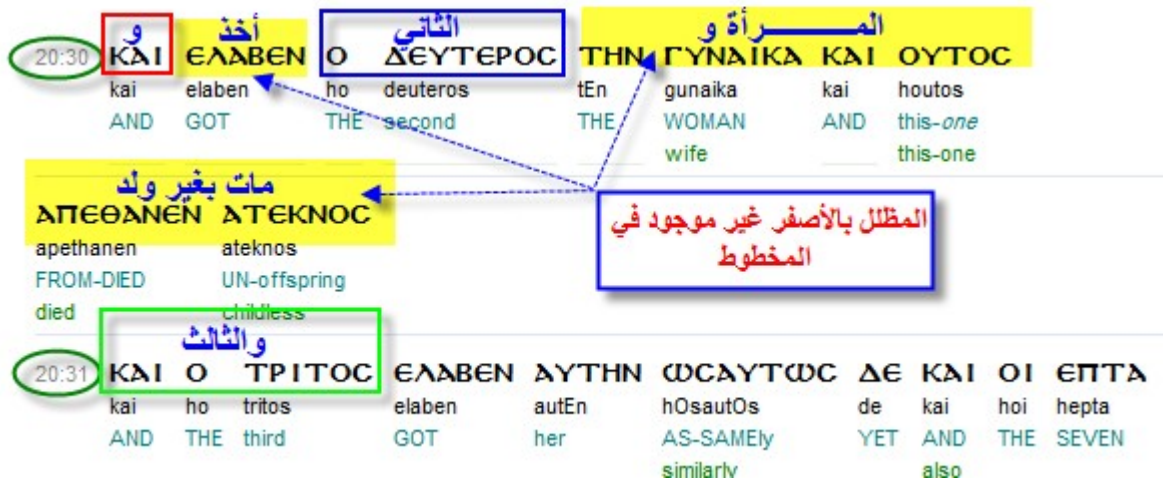 و أخذ الثاني المـــــــرأة و
20:30 ΚΑΙ ΕΛΑΒΕΝ Ο ΔΕΥΤΕΡΟϹ ΤΗΝ ΓΥΝΑΙΚΑ ΚΑΙ ΟΥΤΟϹ
kai elaben ho deuteros tEn gunaika kai houtos
AND GOT THE second THE WOMAN AND this-one
wife this-one
مات بغير ولد
ΑΠΕΘΑΝΕΝ ΑΤΕΚΝΟϹ
apethanen ateknos
FROM-DIED UN-offspring
died childless
المظلل بالأصفر غير موجود في
المخطوط
والثالث
20:31 ΚΑΙ Ο ΤΡΙΤΟϹ ΕΛΑΒΕΝ ΑΥΤΗΝ ΩϹΑΥΤΩϹ ΔΕ ΚΑΙ ΟΙ ΕΠΤΑ
kai ho tritos elaben autEn hOsautOs de kai hoi hepta
AND THE third GOT her AS-SAMEly YET AND THE SEVEN
similarly also